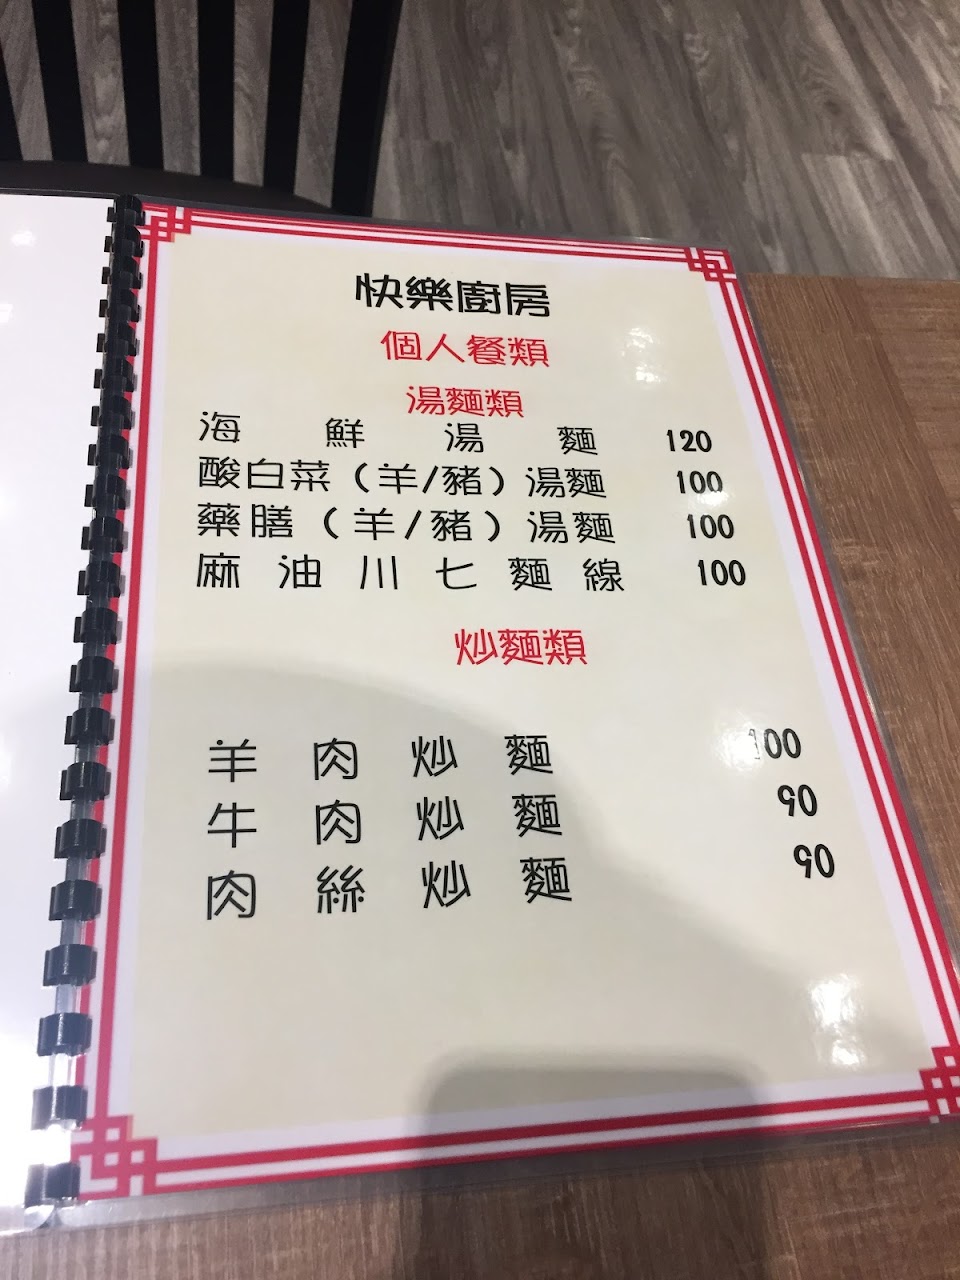 快樂廚房
個人餐類
湯麵類
海鮮湯麵 120
酸白菜(羊/豬)湯麵 100
藥膳(羊/豬)湯麵 100
麻油川七麵線 100
炒麵類
羊肉炒麵 100
牛肉炒麵 90
肉絲炒麵 90